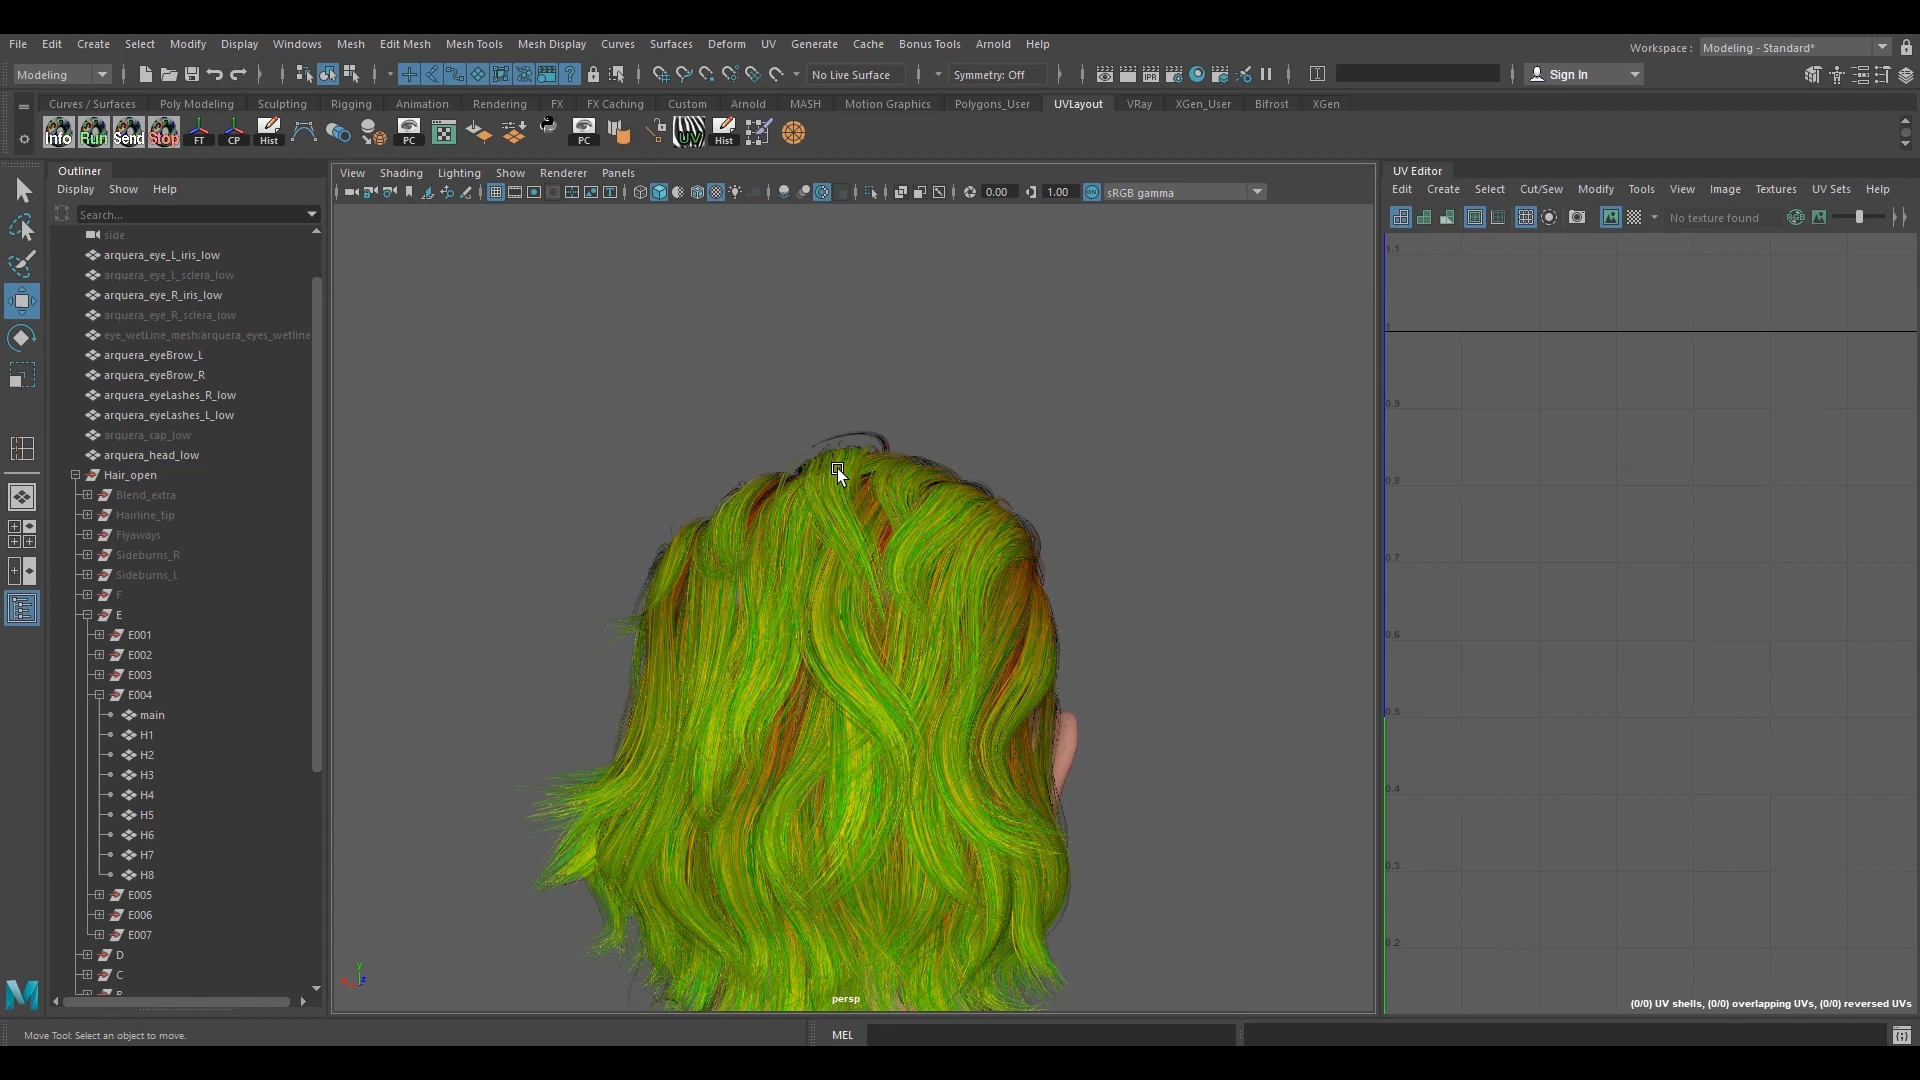 File Edit Create Select Modify Display Windows Mesh Edit Mesh Mesh Tools Mesh Display Curves Surfaces Deform UV Generate Cache Bonus Tools Arnold Help
Workspace : Modeling - Standard*
Modeling
No Live Surface
Symmetry: Off
IPR
Sign In
Curves / Surfaces Poly Modeling Sculpting Rigging Animation Rendering FX FX Caching Custom Arnold MASH Motion Graphics Polygons_User UVLayout VRay XGen_User Bifrost XGen
Info Run Send Stop FT CP Hist PC PC UV Hist
Outliner
Display Show Help
Search...
side
arquera_eye_L_iris_low
arquera_eye_L_sclera_low
arquera_eye_R_iris_low
arquera_eye_R_sclera_low
eye_wetLine_mesh:arquera_eyes_wetline
arquera_eyeBrow_L
arquera_eyeBrow_R
arquera_eyeLashes_R_low
arquera_eyeLashes_L_low
arquera_cap_low
arquera_head_low
Hair_open
Blend_extra
Hairline_tip
Flyaways
Sideburns_R
Sideburns_L
F
E
E001
E002
E003
E004
main
H1
H2
H3
H4
H5
H6
H7
H8
E005
E006
E007
D
C
View Shading Lighting Show Renderer Panels
0.00 1.00 ON sRGB gamma
persp
y
z
UV Editor
Edit Create Select Cut/Sew Modify Tools View Image Textures UV Sets Help
No texture found
RGB
1.1
1
0.9
0.8
0.7
0.6
0.5
0.4
0.3
0.2
(0/0) UV shells, (0/0) overlapping UVs, (0/0) reversed UVs
Move Tool: Select an object to move.
MEL